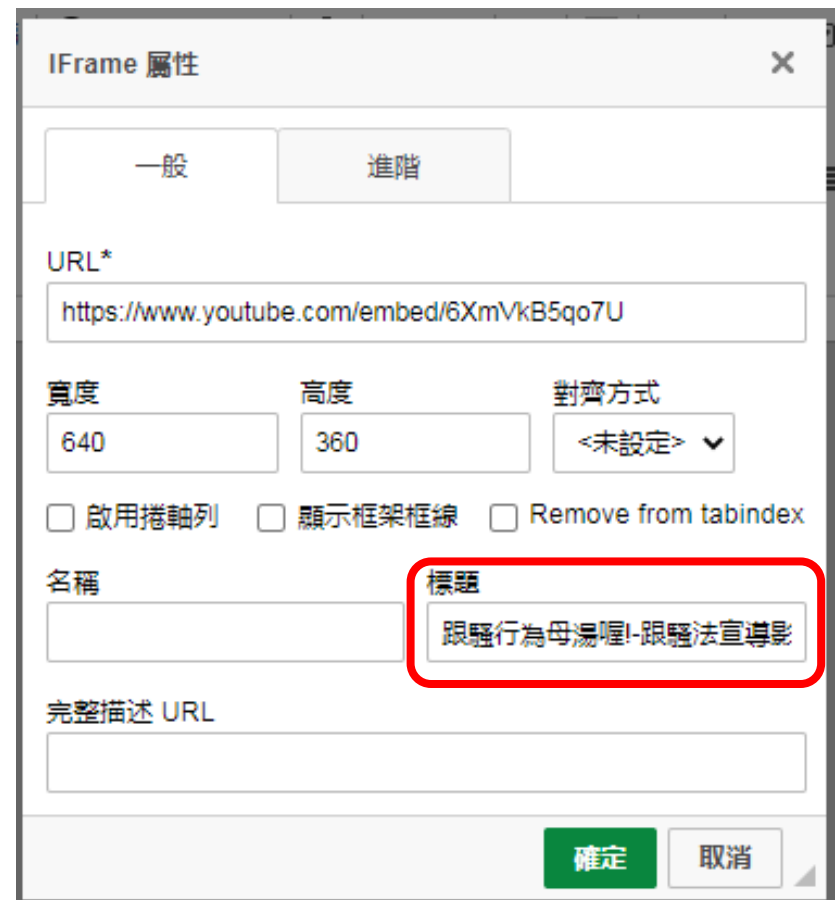 IFrame 屬性
一般 進階
URL*
https://www.youtube.com/embed/6XmVkB5qo7U
寬度 高度 對齊方式
640 360 <未設定>
啟用捲軸列 顯示框架框線 Remove from tabindex
名稱 標題
跟騷行為母湯喔!-跟騷法宣導影
完整描述 URL
確定 取消